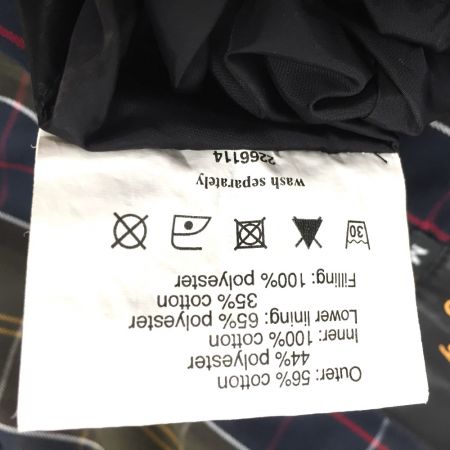 Outer: 56% cotton
44% polyester
Inner: 100% cotton
Lower lining: 65% polyester
35% cotton
Filling: 100% polyester
30
wash separately
2266114